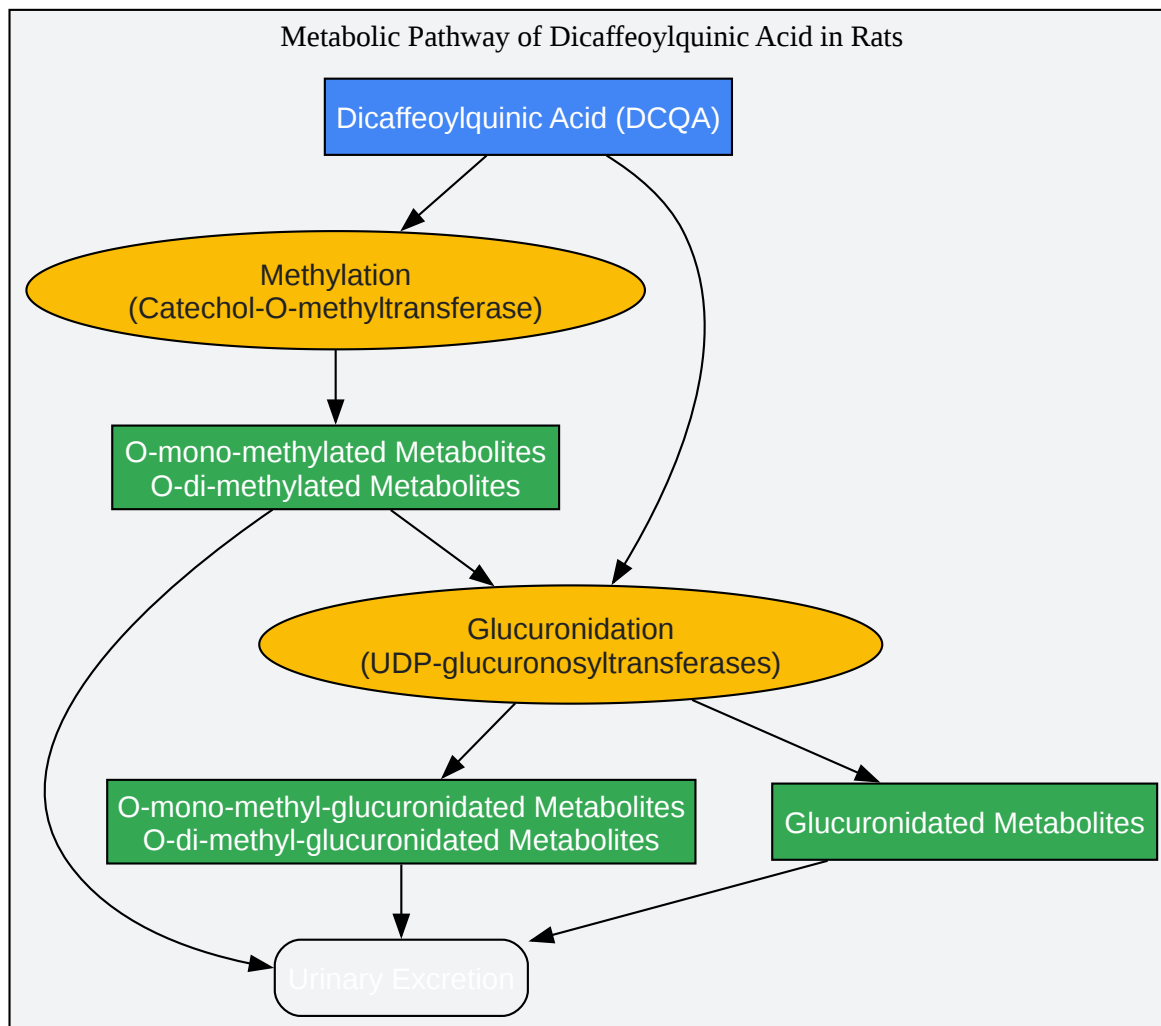 Metabolic Pathway of Dicaffeoylquinic Acid in Rats
Dicaffeoylquinic Acid (DCQA)
Methylation
(Catechol-O-methyltransferase)
O-mono-methylated Metabolites
O-di-methylated Metabolites
Glucuronidation
(UDP-glucuronosyltransferases)
O-mono-methyl-glucuronidated Metabolites
O-di-methyl-glucuronidated Metabolites
Glucuronidated Metabolites
Urinary Excretion